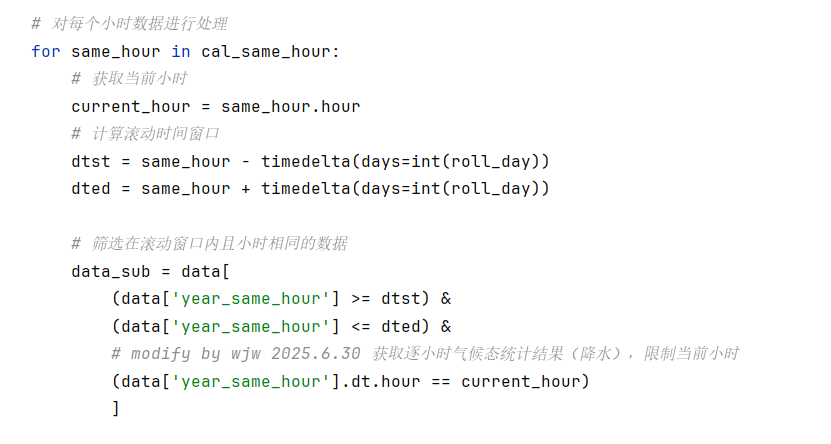 # 对每个小时数据进行处理
for same_hour in cal_same_hour:
    # 获取当前小时
    current_hour = same_hour.hour
    # 计算滚动时间窗口
    dtst = same_hour - timedelta(days=int(roll_day))
    dted = same_hour + timedelta(days=int(roll_day))

    # 筛选在滚动窗口内且小时相同的数据
    data_sub = data[
        (data['year_same_hour'] >= dtst) &
        (data['year_same_hour'] <= dted) &
        # modify by wjw 2025.6.30 获取逐小时气候态统计结果（降水），限制当前小时
        (data['year_same_hour'].dt.hour == current_hour)
        ]